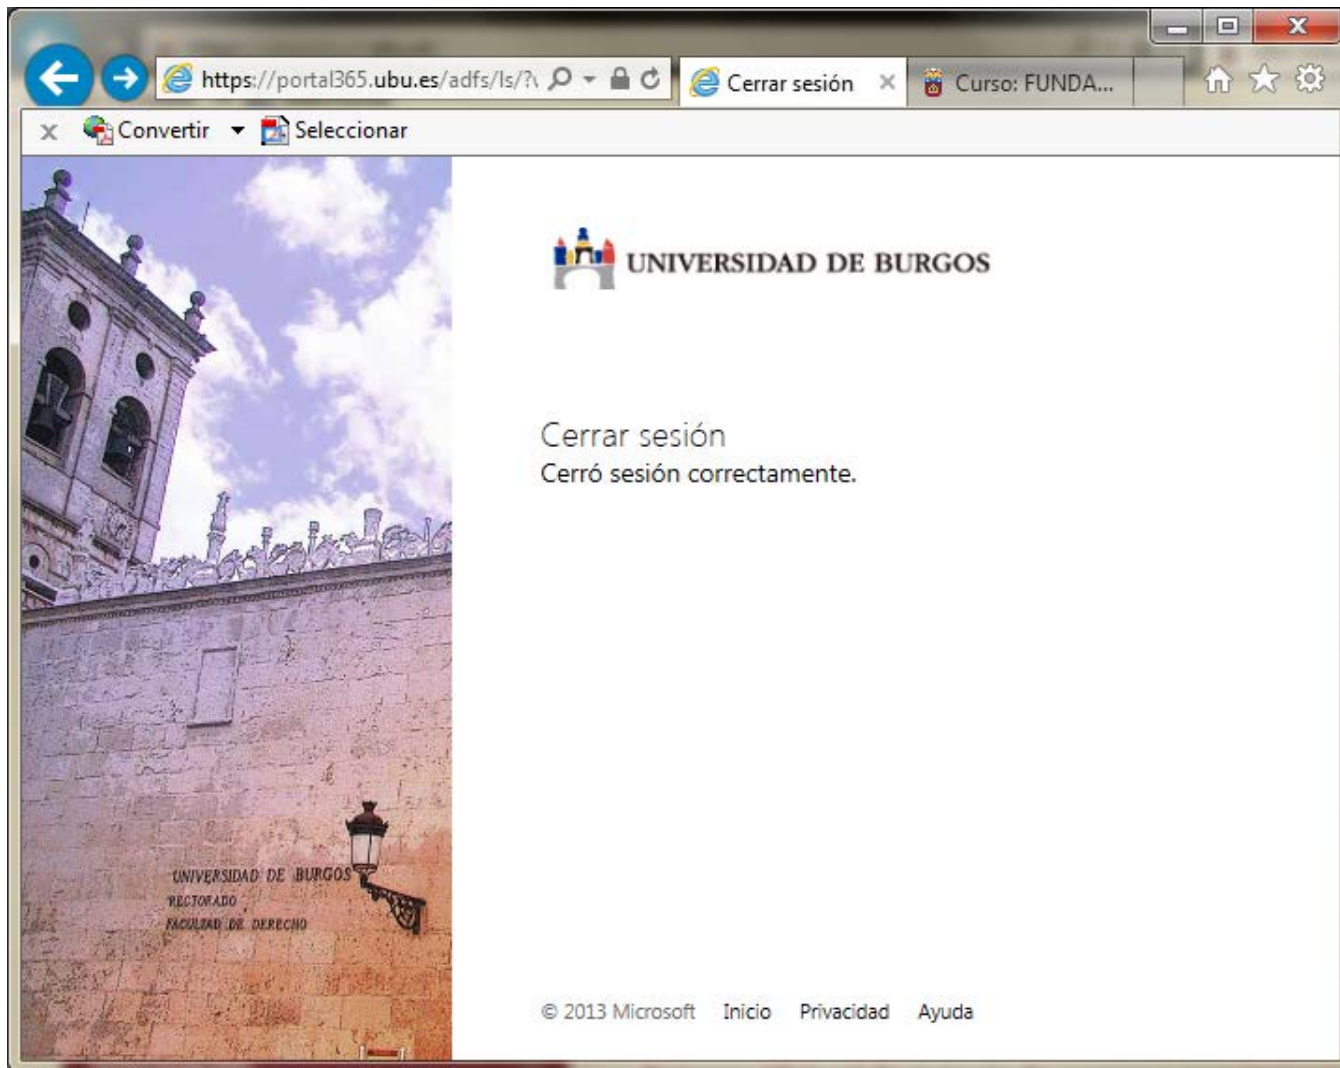 https://portal365.ubu.es/adfs/ls/?
Cerrar sesión
Curso: FUNDA...
Convertir
Seleccionar
UNIVERSIDAD DE BURGOS
Cerrar sesión
Cerró sesión correctamente.
UNIVERSIDAD DE BURGOS
RECTORADO
FACULTAD DE DERECHO
© 2013 Microsoft Inicio Privacidad Ayuda